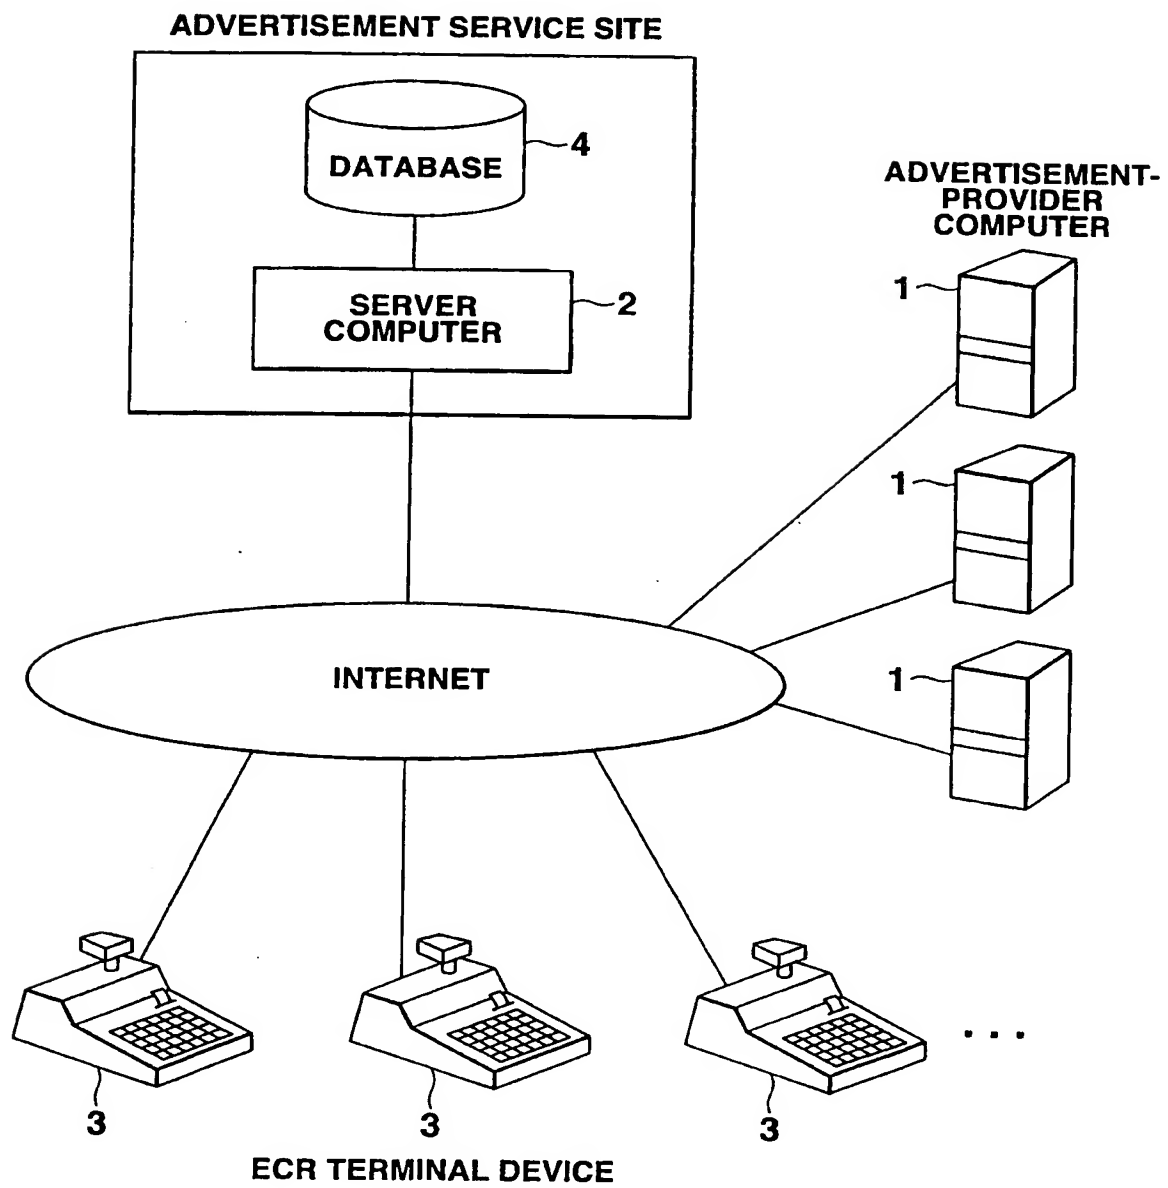 ADVERTISEMENT SERVICE SITE
DATABASE
4
SERVER
COMPUTER
2
ADVERTISEMENT-
PROVIDER
COMPUTER
1
1
1
INTERNET
. . .
3
3
3
ECR TERMINAL DEVICE